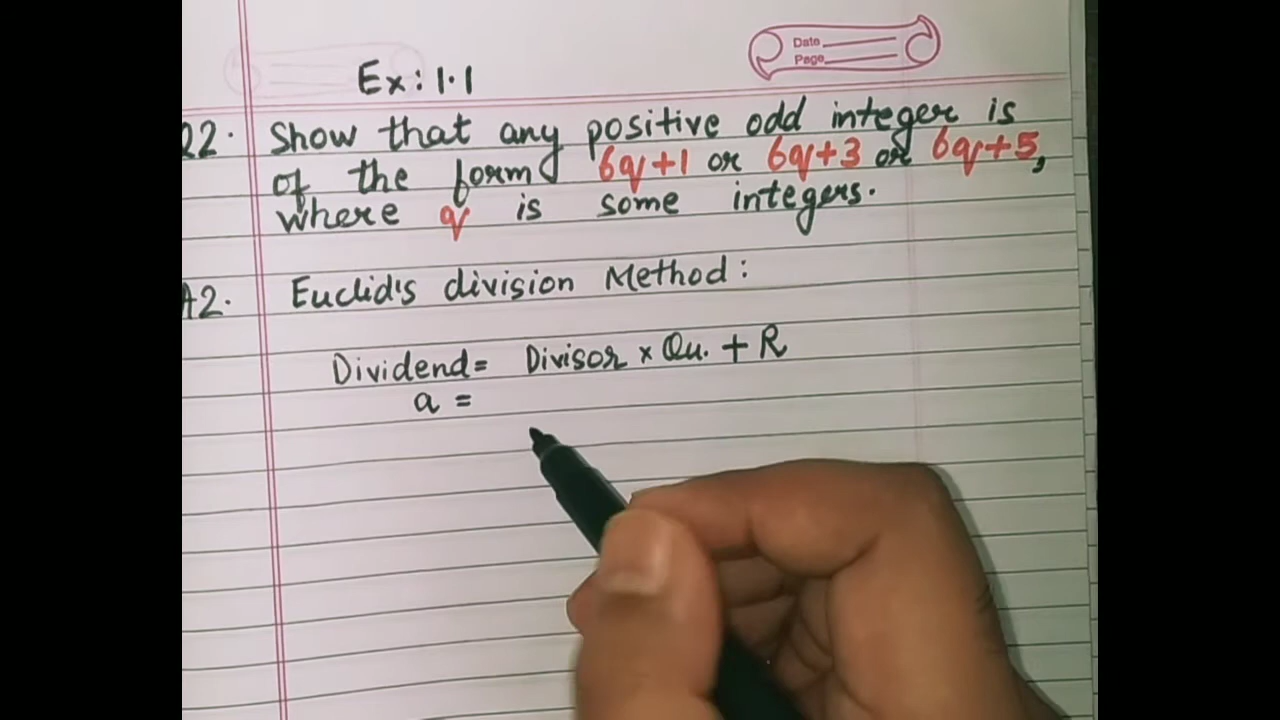 Date
Page
Ex: 1.1
Q2. Show that any positive odd integer is
of the form 6q+1 or 6q+3 or 6q+5,
where q is some integers.
A2. Euclid's division Method:
Dividend = Divisor × Qu. + R
a =